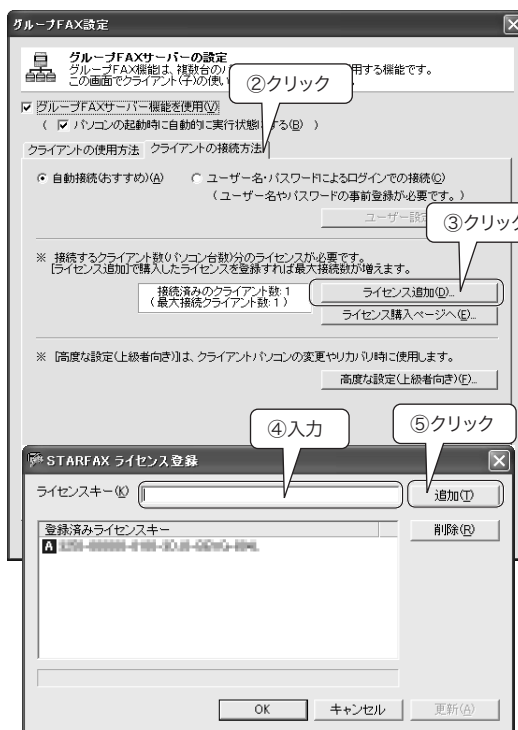 グループFAX設定
グループFAXサーバーの設定
グループFAX機能は、複数台のパ
用する機能です。
この画面でクライアント(子)の使い
②クリック
グループFAXサーバー機能を使用(V)
( パソコンの起動時に自動的に実行状態にする(B) )
クライアントの使用方法 クライアントの接続方法
自動接続(おすすめ)(A) ユーザー名・パスワードによるログインでの接続(C)
(ユーザー名やパスワードの事前登録が必要です。)
ユーザー設
③クリック
※ 接続するクライアント数(パソコン台数)分のライセンスが必要です。
[ライセンス追加]で購入したライセンスを登録すれば最大接続数が増えます。
接続済みのクライアント数:1
(最大接続クライアント数:1)
ライセンス追加(D)...
ライセンス購入ページへ(E)...
※ [高度な設定(上級者向き)]は、クライアントパソコンの変更やリカバリ時に使用します。
高度な設定(上級者向き)(F)...
④入力
⑤クリック
STARFAX ライセンス登録
ライセンスキー(K) 追加(T)
登録済みライセンスキー 削除(R)
A
OK キャンセル 更新(A)